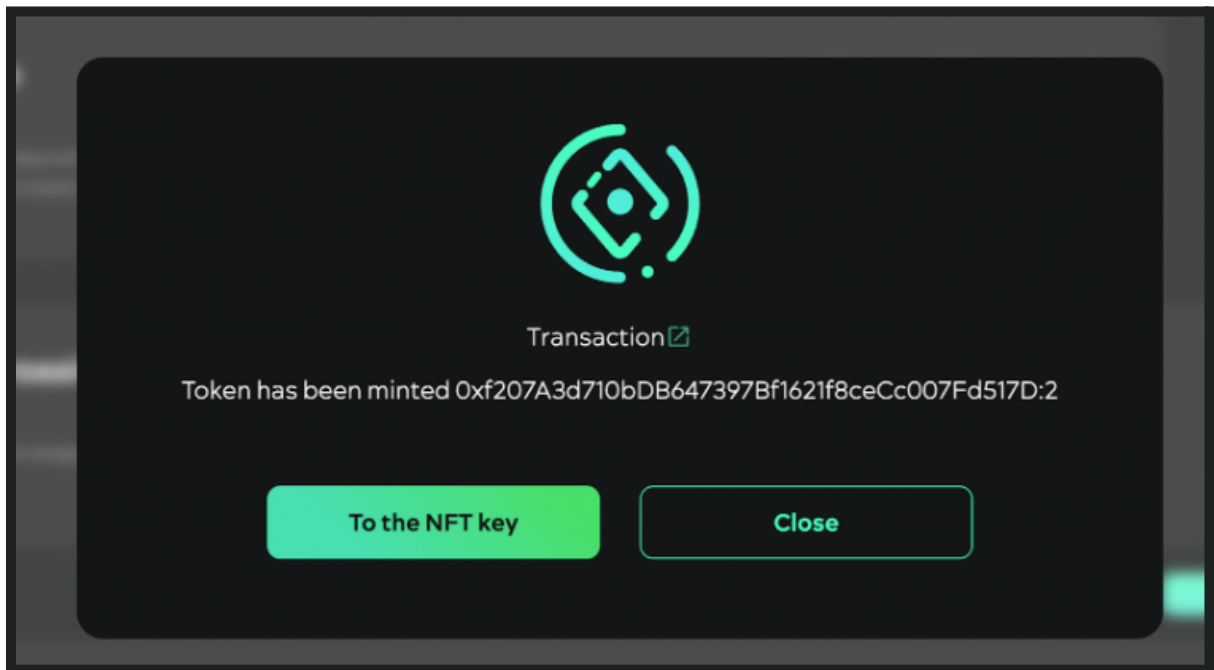 Transaction
Token has been minted 0xf207A3d710bDB647397Bf1621f8ceCc007Fd517D:2
To the NFT key
Close